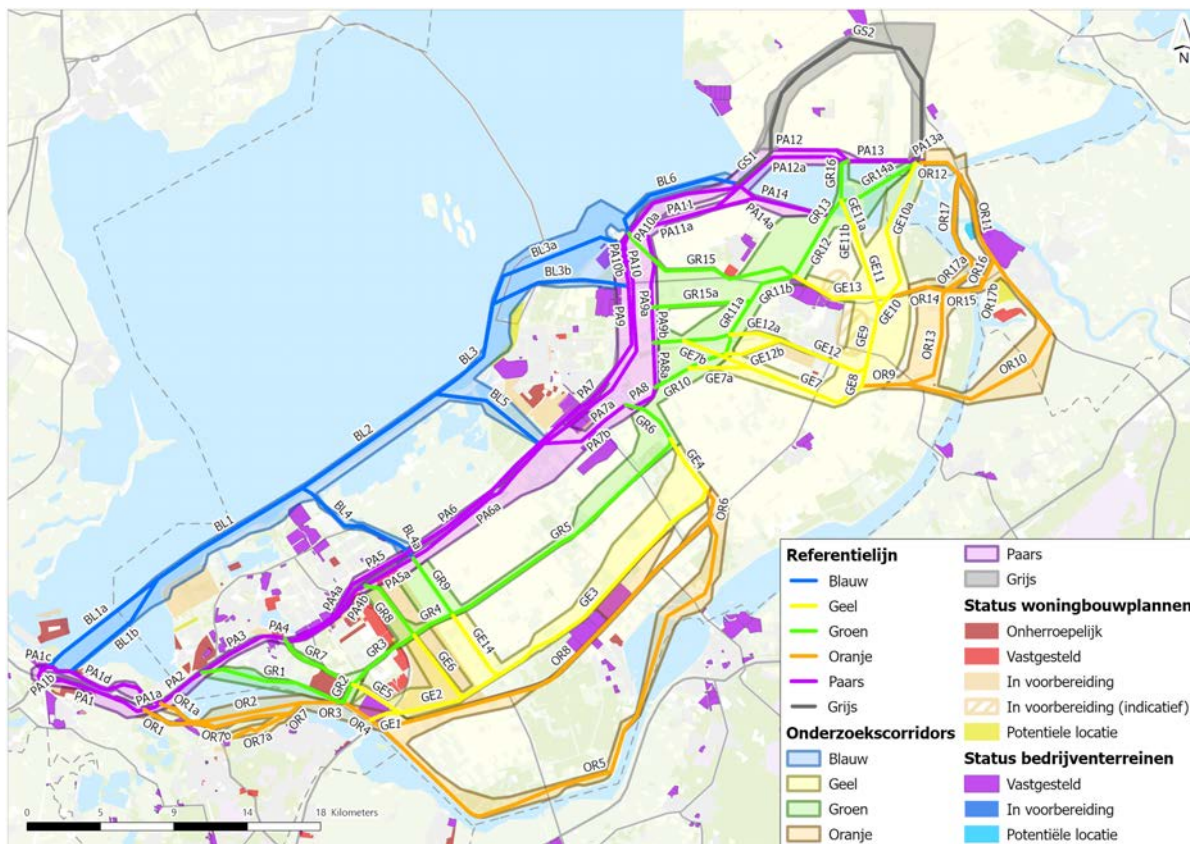 GS2
N
PA12
PA13
PA13a
GS1
PA12a
GR16
GR14a
OR12
BL6
PA11
PA14
GR13
GE11a
GE10a
OR17
OR11
PA10a
PA11a
PA14a
GR12
GE11b
BL3a
PA10
PA10b
GR15
GE11
OR17a
OR16
BL3b
PA9a
GR15a
GR11b
GE13
GE10
OR14
OR15
OR17b
PA9
GR11a
PA9b
GE12a
GE9
OR13
BL3
PA8a
GE7b
GE12b
GE12
OR10
PA7
GE7a
GE7
GE8
OR9
BL5
PA7a
PA8
GR10
BL2
PA7b
GR6
GE4
PA6
PA6a
OR6
BL1
BL4
BL4a
GR5
PA5
PA5a
GR9
PA4a
PA4b
GR8
GR4
GE3
BL1a
BL1b
PA3
PA4
GR7
GR3
GE14
GE6
OR8
PA1c
PA1b
PA1d
PA1
PA1a
PA2
GR1
GR2
GE5
GE2
OR1a
OR1
OR2
OR7
OR7b
OR7a
OR3
OR4
GE1
OR5
0 4,5 9 14 18 Kilometers
Referentielijn
Blauw
Geel
Groen
Oranje
Paars
Grijs
Onderzoekscorridors
Blauw
Geel
Groen
Oranje
Paars
Grijs
Status woningbouwplannen
Onherroepelijk
Vastgesteld
In voorbereiding
In voorbereiding (indicatief)
Potentiele locatie
Status bedrijventerreinen
Vastgesteld
In voorbereiding
Potentiële locatie